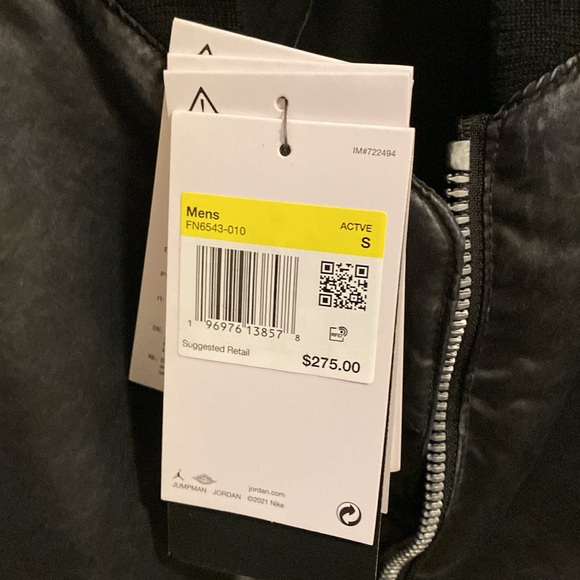 IM#722494
Mens
FN6543-010
ACTVE
S
1 96976 13857 8
RFID
Suggested Retail
$275.00
JUMPMAN JORDAN
jordan.com
©2021 Nike